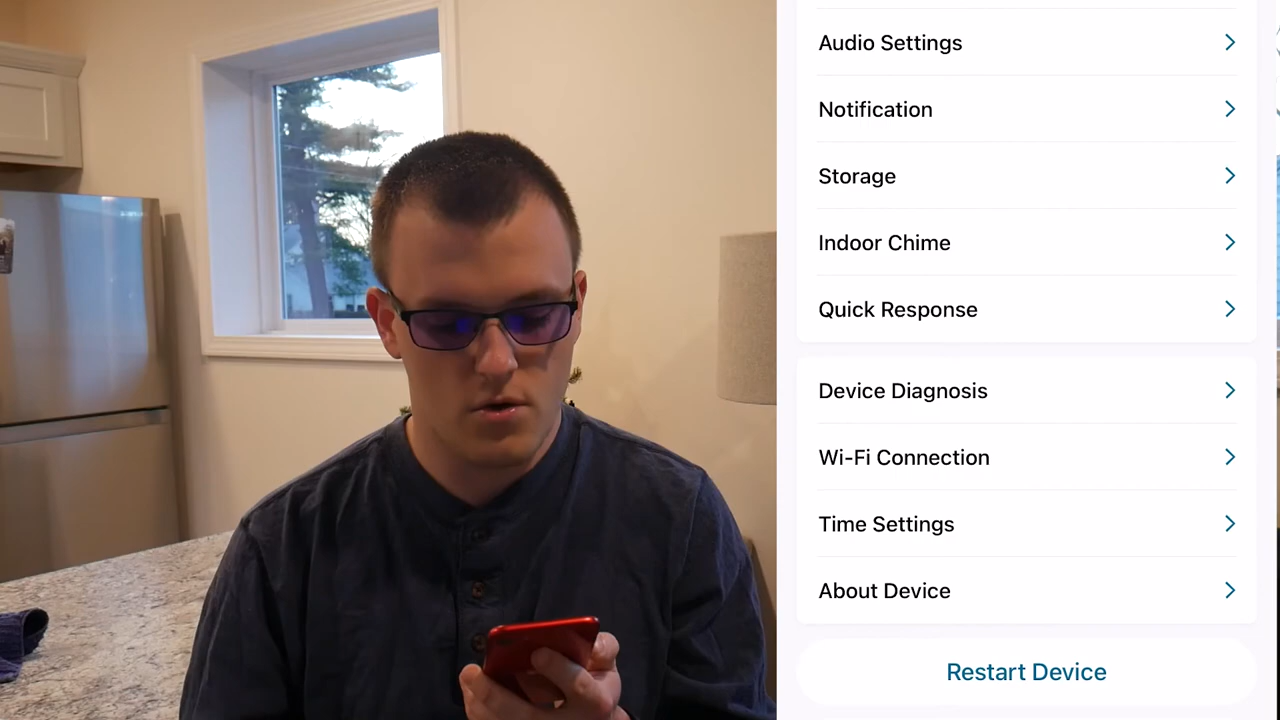 Audio Settings
Notification
Storage
Indoor Chime
Quick Response
Device Diagnosis
Wi-Fi Connection
Time Settings
About Device
Restart Device